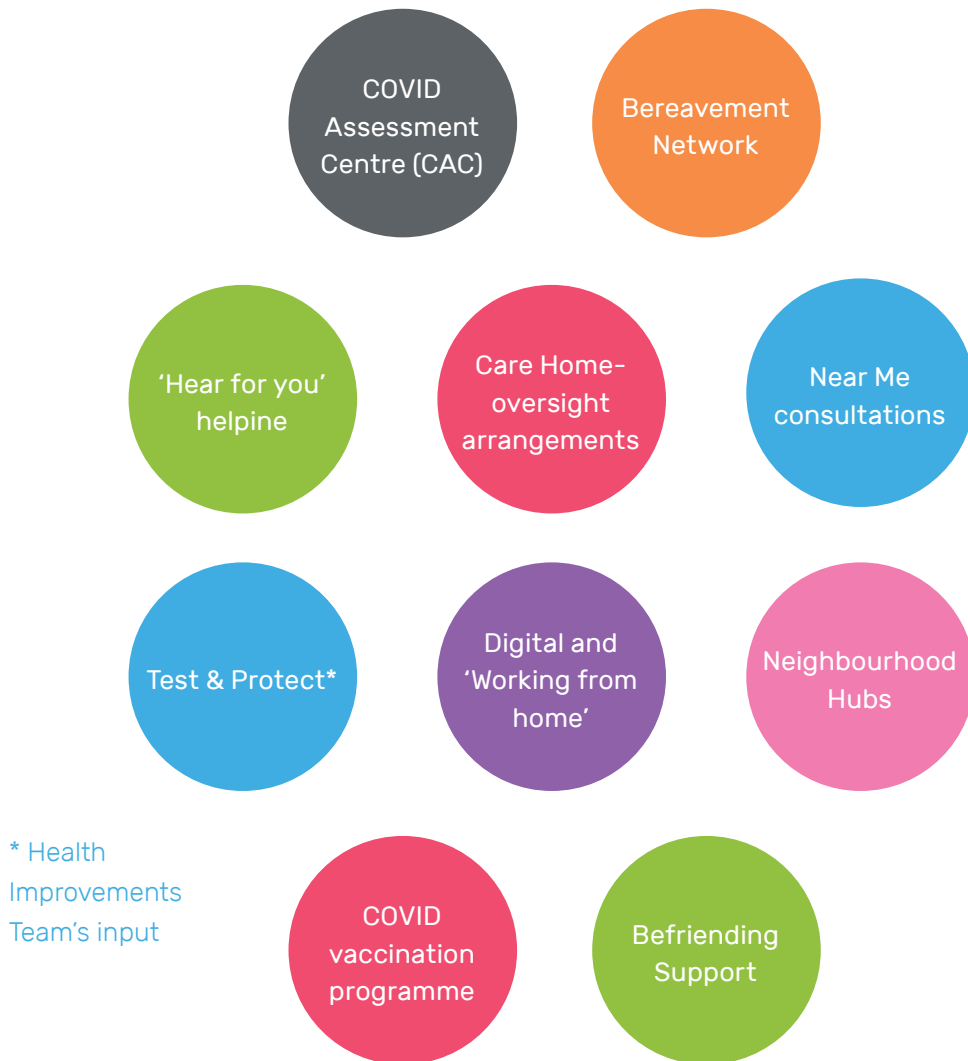 COVID
Assessment
Centre (CAC)
Bereavement
Network
‘Hear for you’
helpine
Care Home-
oversight
arrangements
Near Me
consultations
Test & Protect*
Digital and
‘Working from
home’
Neighbourhood
Hubs
* Health
Improvements
Team’s input
COVID
vaccination
programme
Befriending
Support